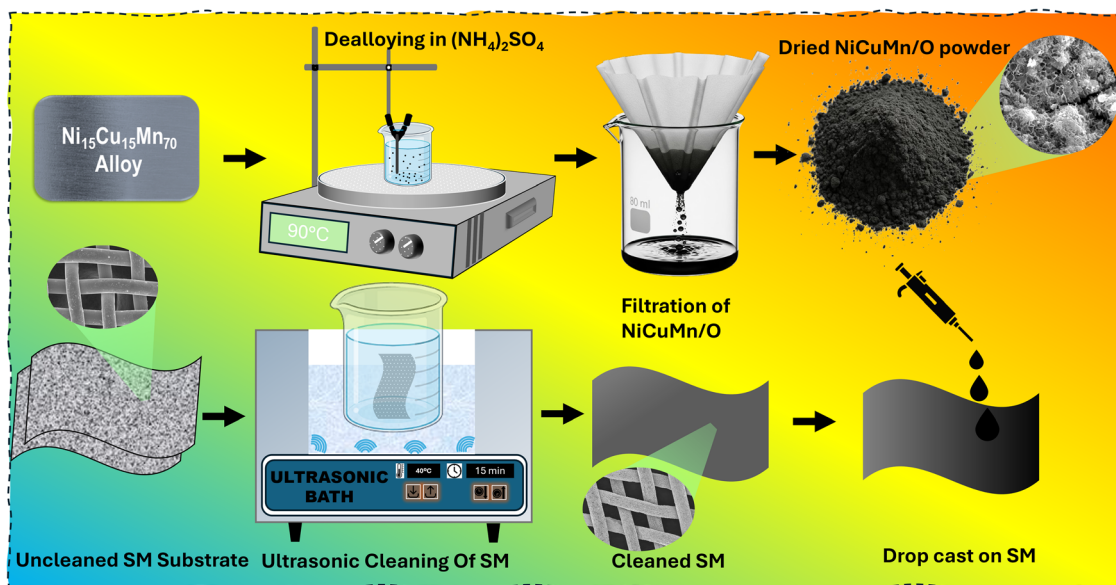 Dealloying in (NH₄)₂SO₄
Dried NiCuMn/O powder
Ni₁₅Cu₁₅Mn₇₀
Alloy
90°C
80 ml
Filtration of
NiCuMn/O
ULTRASONIC
BATH
40°C
15 min
Uncleaned SM Substrate
Ultrasonic Cleaning Of SM
Cleaned SM
Drop cast on SM